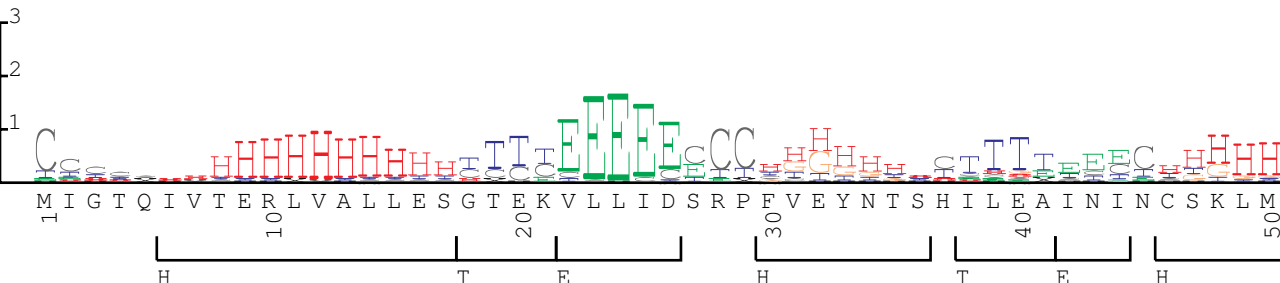 3
2
1
C S S H H H H H H H H H H T T T T E E E E E C C C H H H H H H C T T T T E E E C H H H H H
M I G T Q I V T E R L V A L L E S G T E K V L L I D S R P F V E Y N T S H I L E A I N I N C S K L M
1 10 20 30 40 50
H T E H T E H